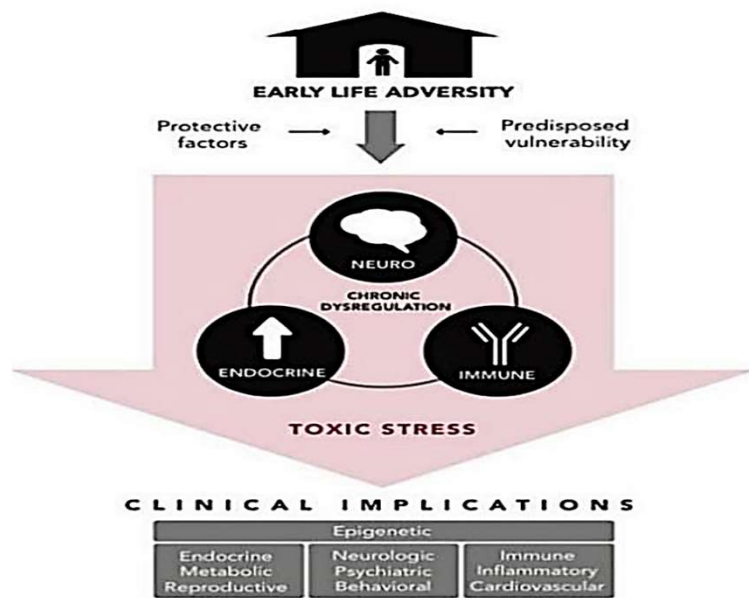 EARLY LIFE ADVERSITY
Protective factors
Predisposed vulnerability
NEURO
CHRONIC
DYSREGULATION
ENDOCRINE
IMMUNE
TOXIC STRESS
CLINICAL IMPLICATIONS
Epigenetic
Endocrine
Metabolic
Reproductive
Neurologic
Psychiatric
Behavioral
Immune
Inflammatory
Cardiovascular